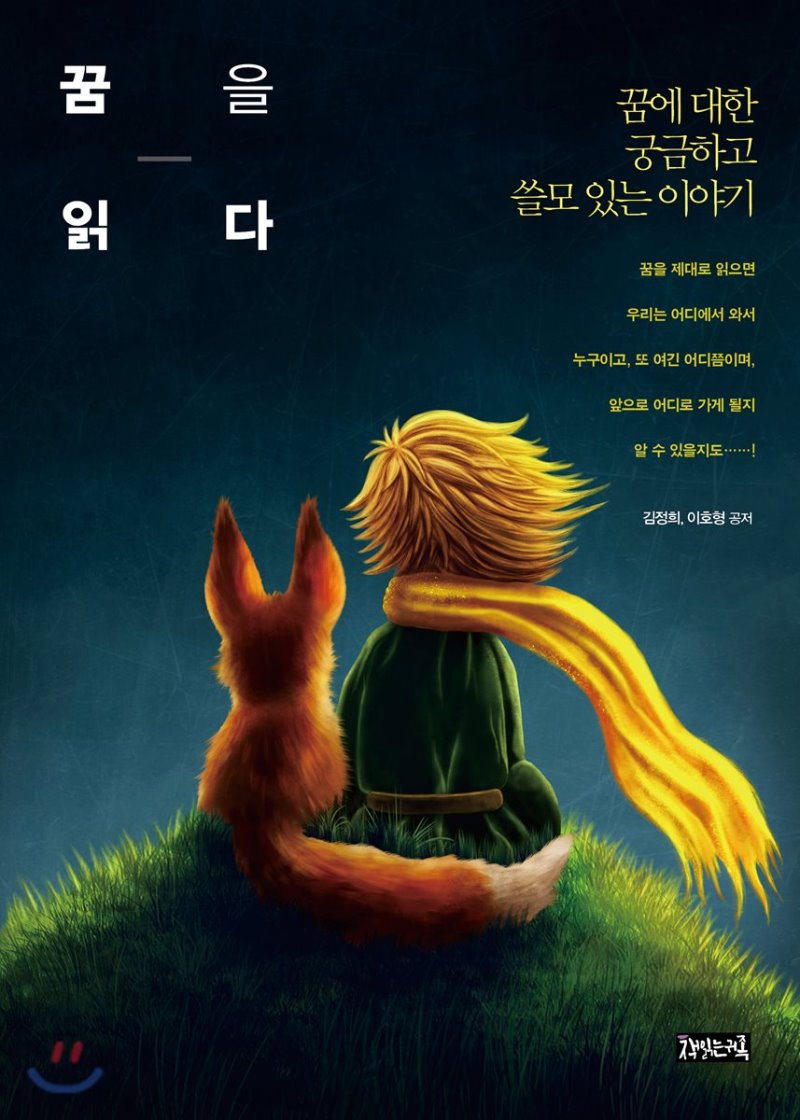 꿈을
읽다
꿈에 대한
궁금하고
쓸모 있는 이야기
꿈을 제대로 읽으면
우리는 어디에서 와서
누구이고, 또 여긴 어디쯤이며,
앞으로 어디로 가게 될지
알 수 있을지도……!
김정희, 이호형 공저
책읽는귀족